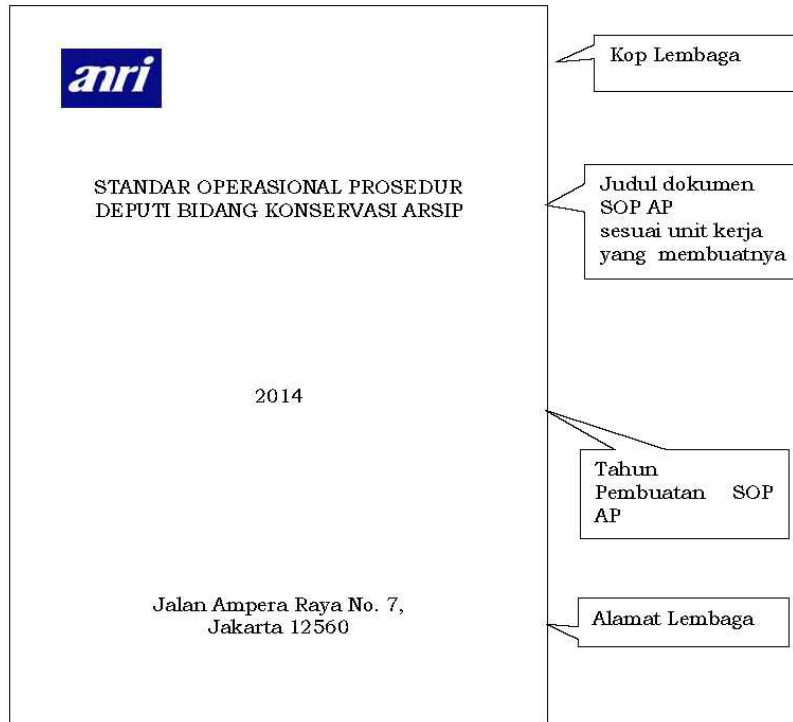 anri
Kop Lembaga
STANDAR OPERASIONAL PROSEDUR
DEPUTI BIDANG KONSERVASI ARSIP
Judul dokumen
SOP AP
sesuai unit kerja
yang membuatnya
2014
Tahun
Pembuatan SOP
AP
Jalan Ampera Raya No. 7,
Jakarta 12560
Alamat Lembaga